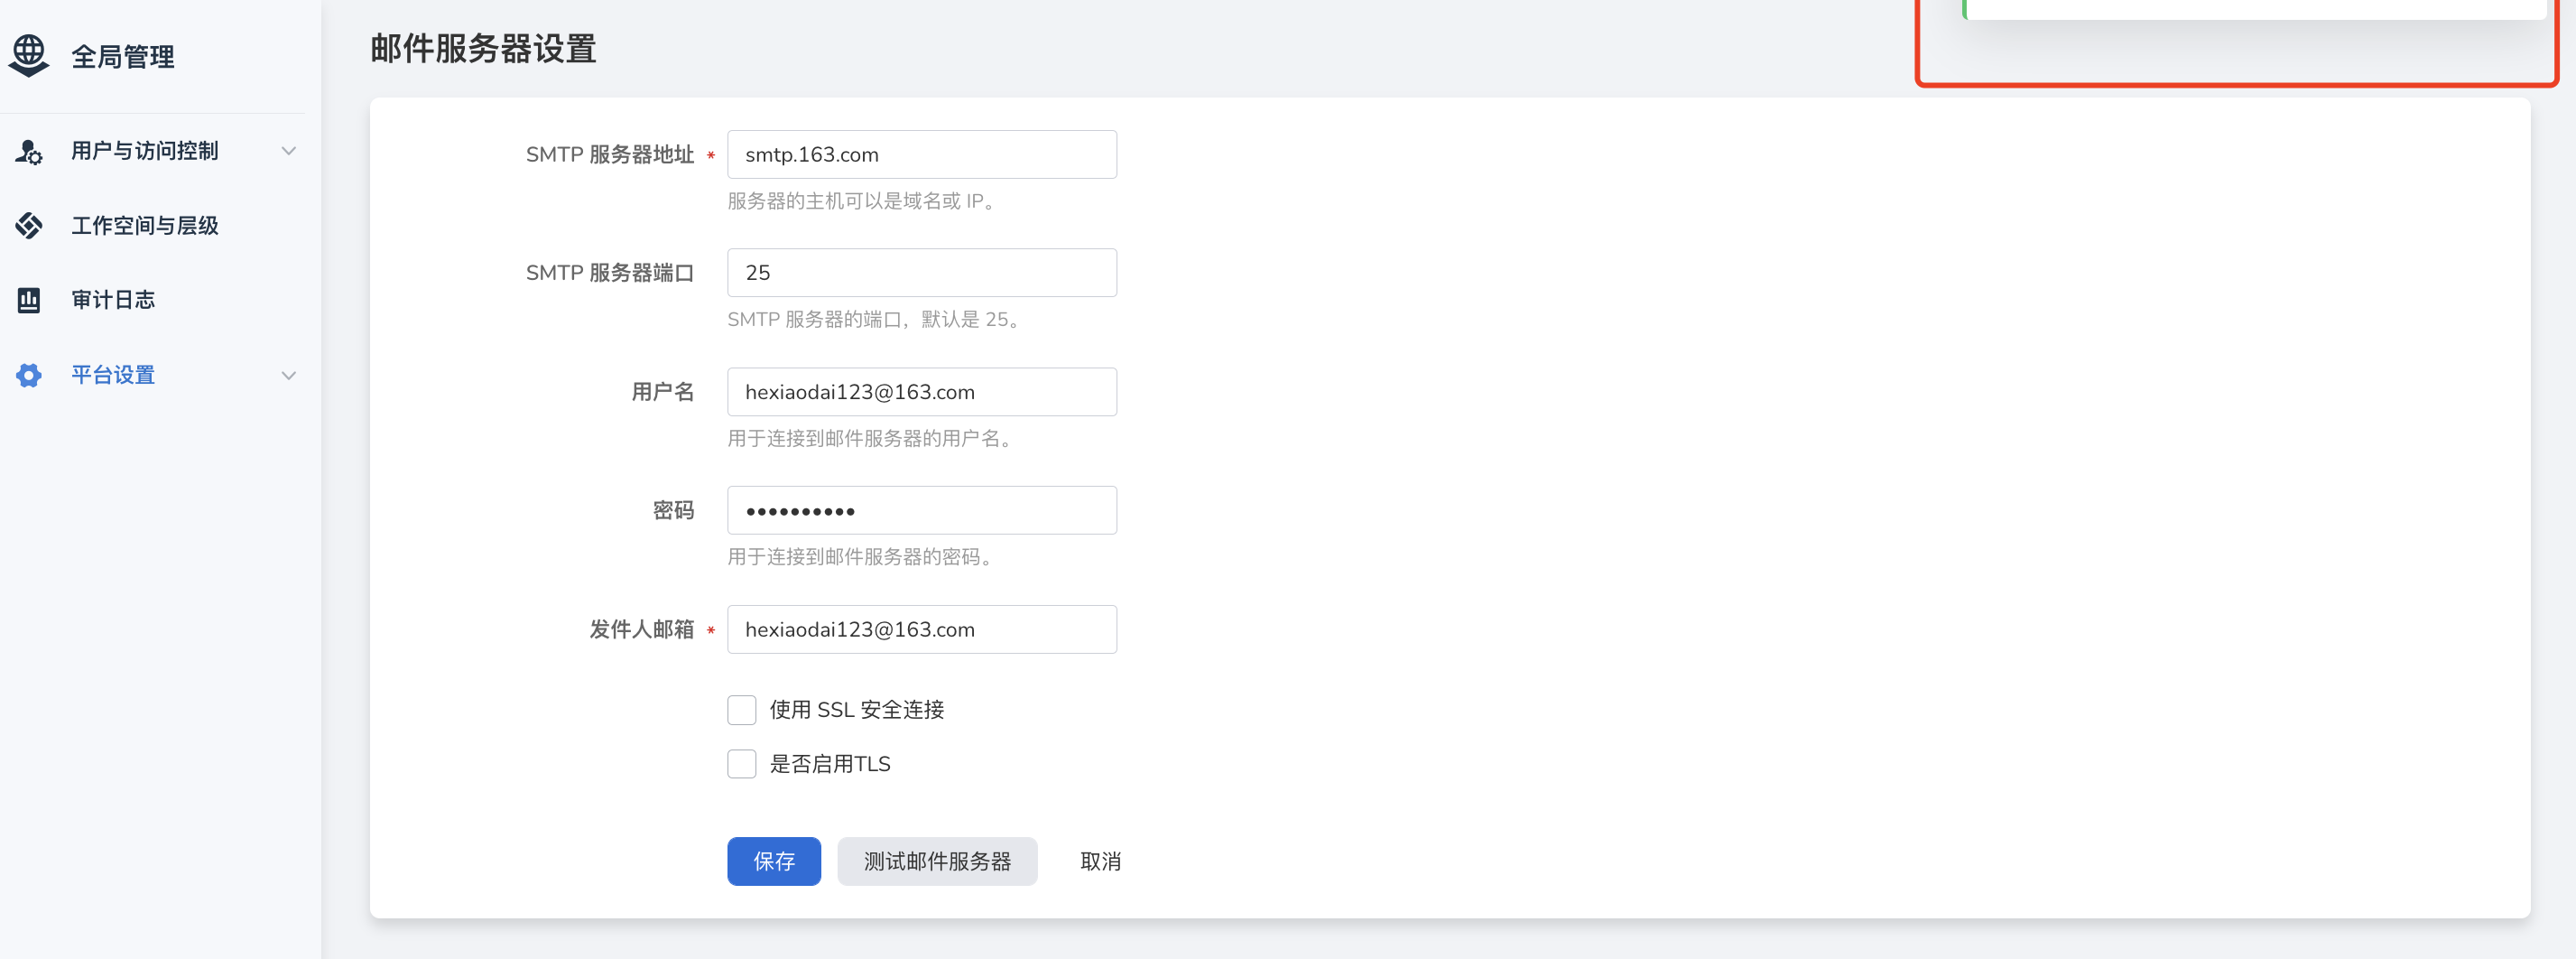 全局管理
用户与访问控制
工作空间与层级
审计日志
平台设置
邮件服务器设置
SMTP 服务器地址 *
smtp.163.com
服务器的主机可以是域名或 IP。
SMTP 服务器端口
25
SMTP 服务器的端口，默认是 25。
用户名
hexiaodai123@163.com
用于连接到邮件服务器的用户名。
密码
••••••••••
用于连接到邮件服务器的密码。
发件人邮箱 *
hexiaodai123@163.com
使用 SSL 安全连接
是否启用TLS
保存
测试邮件服务器
取消